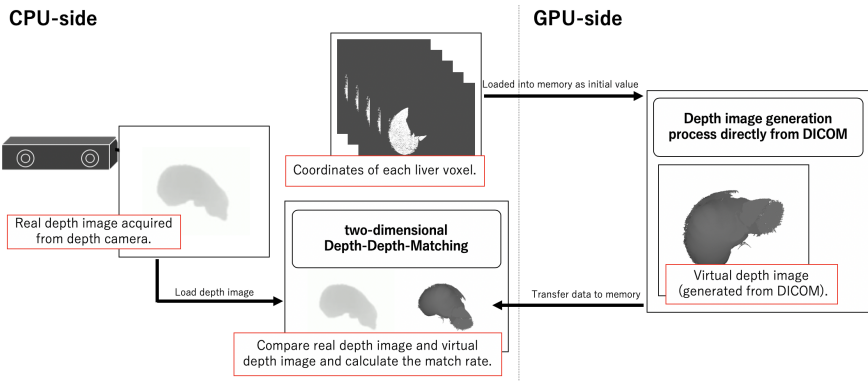 CPU-side
GPU-side
Loaded into memory as initial value
Depth image generation
process directly from DICOM
Coordinates of each liver voxel.
Real depth image acquired
from depth camera.
two-dimensional
Depth-Depth-Matching
Virtual depth image
(generated from DICOM).
Load depth image
Transfer data to memory
Compare real depth image and virtual
depth image and calculate the match rate.